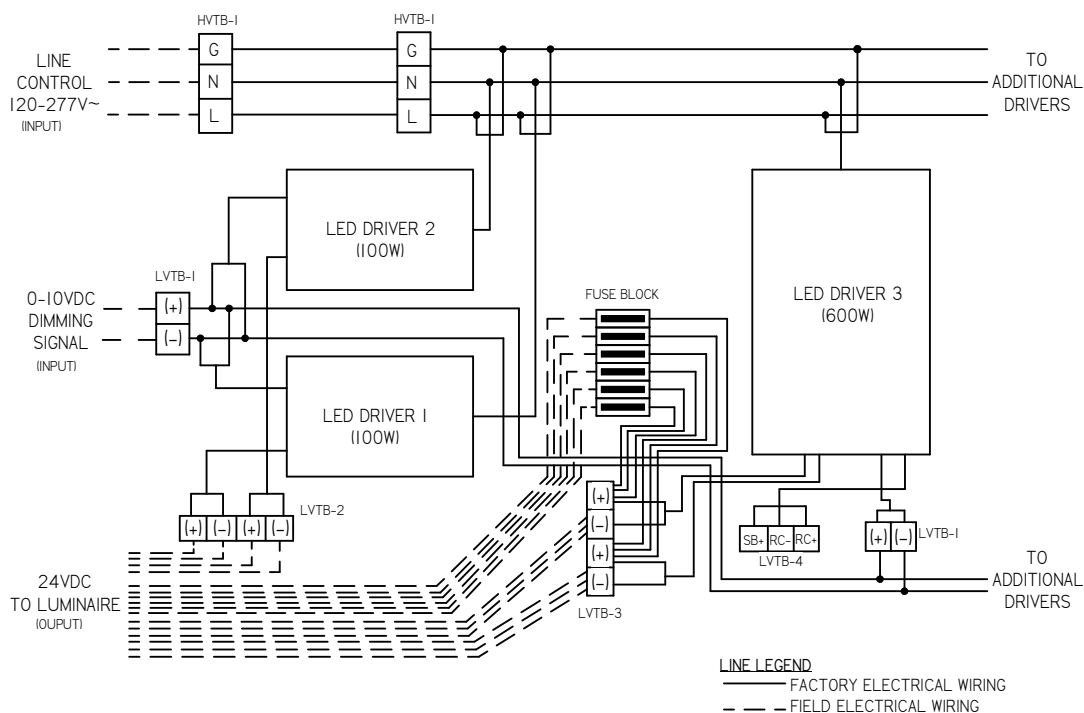 HVTB-1
HVTB-1
LINE
CONTROL
120-277V~
(INPUT)
G
N
L
G
N
L
TO
ADDITIONAL
DRIVERS
LED DRIVER 2
(100W)
LVTB-1
0-10VDC
DIMMING
SIGNAL
(INPUT)
(+)
(-)
FUSE BLOCK
LED DRIVER 3
(600W)
LED DRIVER 1
(100W)
(+) (-) (+) (-)
LVTB-2
(+)
(-)
(+)
(-)
LVTB-3
SB+ RC- RC+
LVTB-4
(+) (-)
LVTB-1
24VDC
TO LUMINAIRE
(OUPUT)
TO
ADDITIONAL
DRIVERS
LINE LEGEND
FACTORY ELECTRICAL WIRING
FIELD ELECTRICAL WIRING